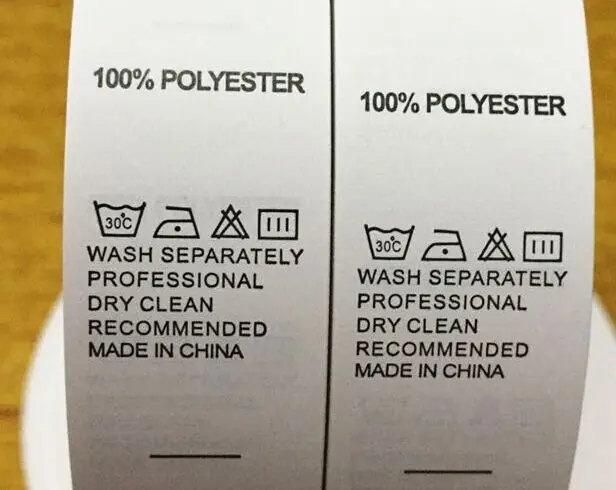 100% POLYESTER
30°C
WASH SEPARATELY
PROFESSIONAL
DRY CLEAN
RECOMMENDED
MADE IN CHINA
100% POLYESTER
30°C
WASH SEPARATELY
PROFESSIONAL
DRY CLEAN
RECOMMENDED
MADE IN CHINA